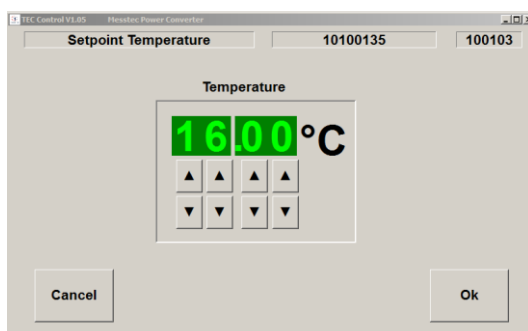 TEC Control V1.05 Messtec Power Converter
Setpoint Temperature 10100135 100103
Temperature
16.00 °C
Cancel Ok